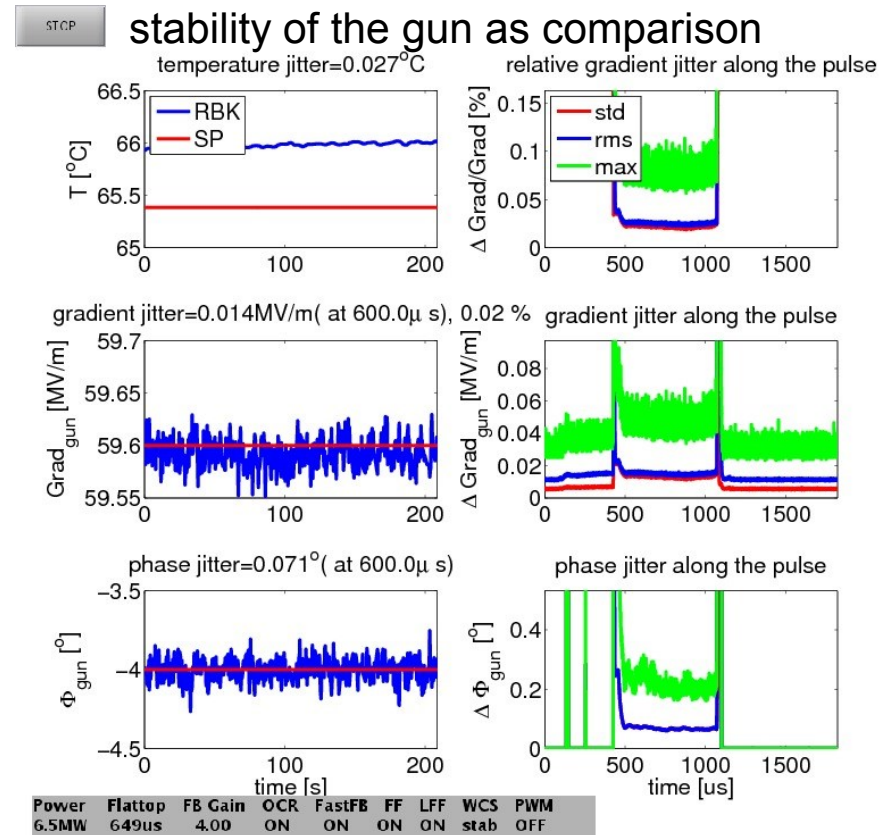 STOP
stability of the gun as comparison
temperature jitter=0.027°C
T [°C]
66.5
66
65.5
65
RBK
SP
0 100 200
relative gradient jitter along the pulse
Δ Grad/Grad [%]
0.15
0.1
0.05
0
std
rms
max
0 500 1000 1500
gradient jitter=0.014MV/m( at 600.0μ s), 0.02 %
Grad_gun [MV/m]
59.7
59.65
59.6
59.55
0 100 200
gradient jitter along the pulse
Δ Grad_gun [MV/m]
0.08
0.06
0.04
0.02
0
0 500 1000 1500
phase jitter=0.071°( at 600.0μ s)
Φ_gun [°]
−3.5
−4
−4.5
0 100 200
time [s]
phase jitter along the pulse
Δ Φ_gun [°]
0.4
0.2
0
0 500 1000 1500
time [us]
Power Flattop FB Gain OCR FastFB FF LFF WCS PWM
6.5MW 649us 4.00 ON ON ON ON stab OFF